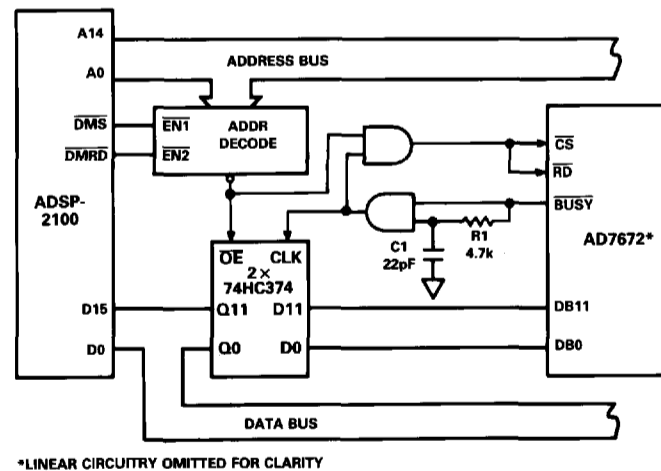 A14
ADDRESS BUS
A0
DMS
EN1
ADDR
DECODE
DMRD
EN2
CS
RD
BUSY
ADSP-
2100
AD7672*
C1
22pF
R1
4.7k
OE CLK
2 ×
74HC374
D15
Q11 D11
DB11
D0
Q0 D0
DB0
DATA BUS
*LINEAR CIRCUITRY OMITTED FOR CLARITY